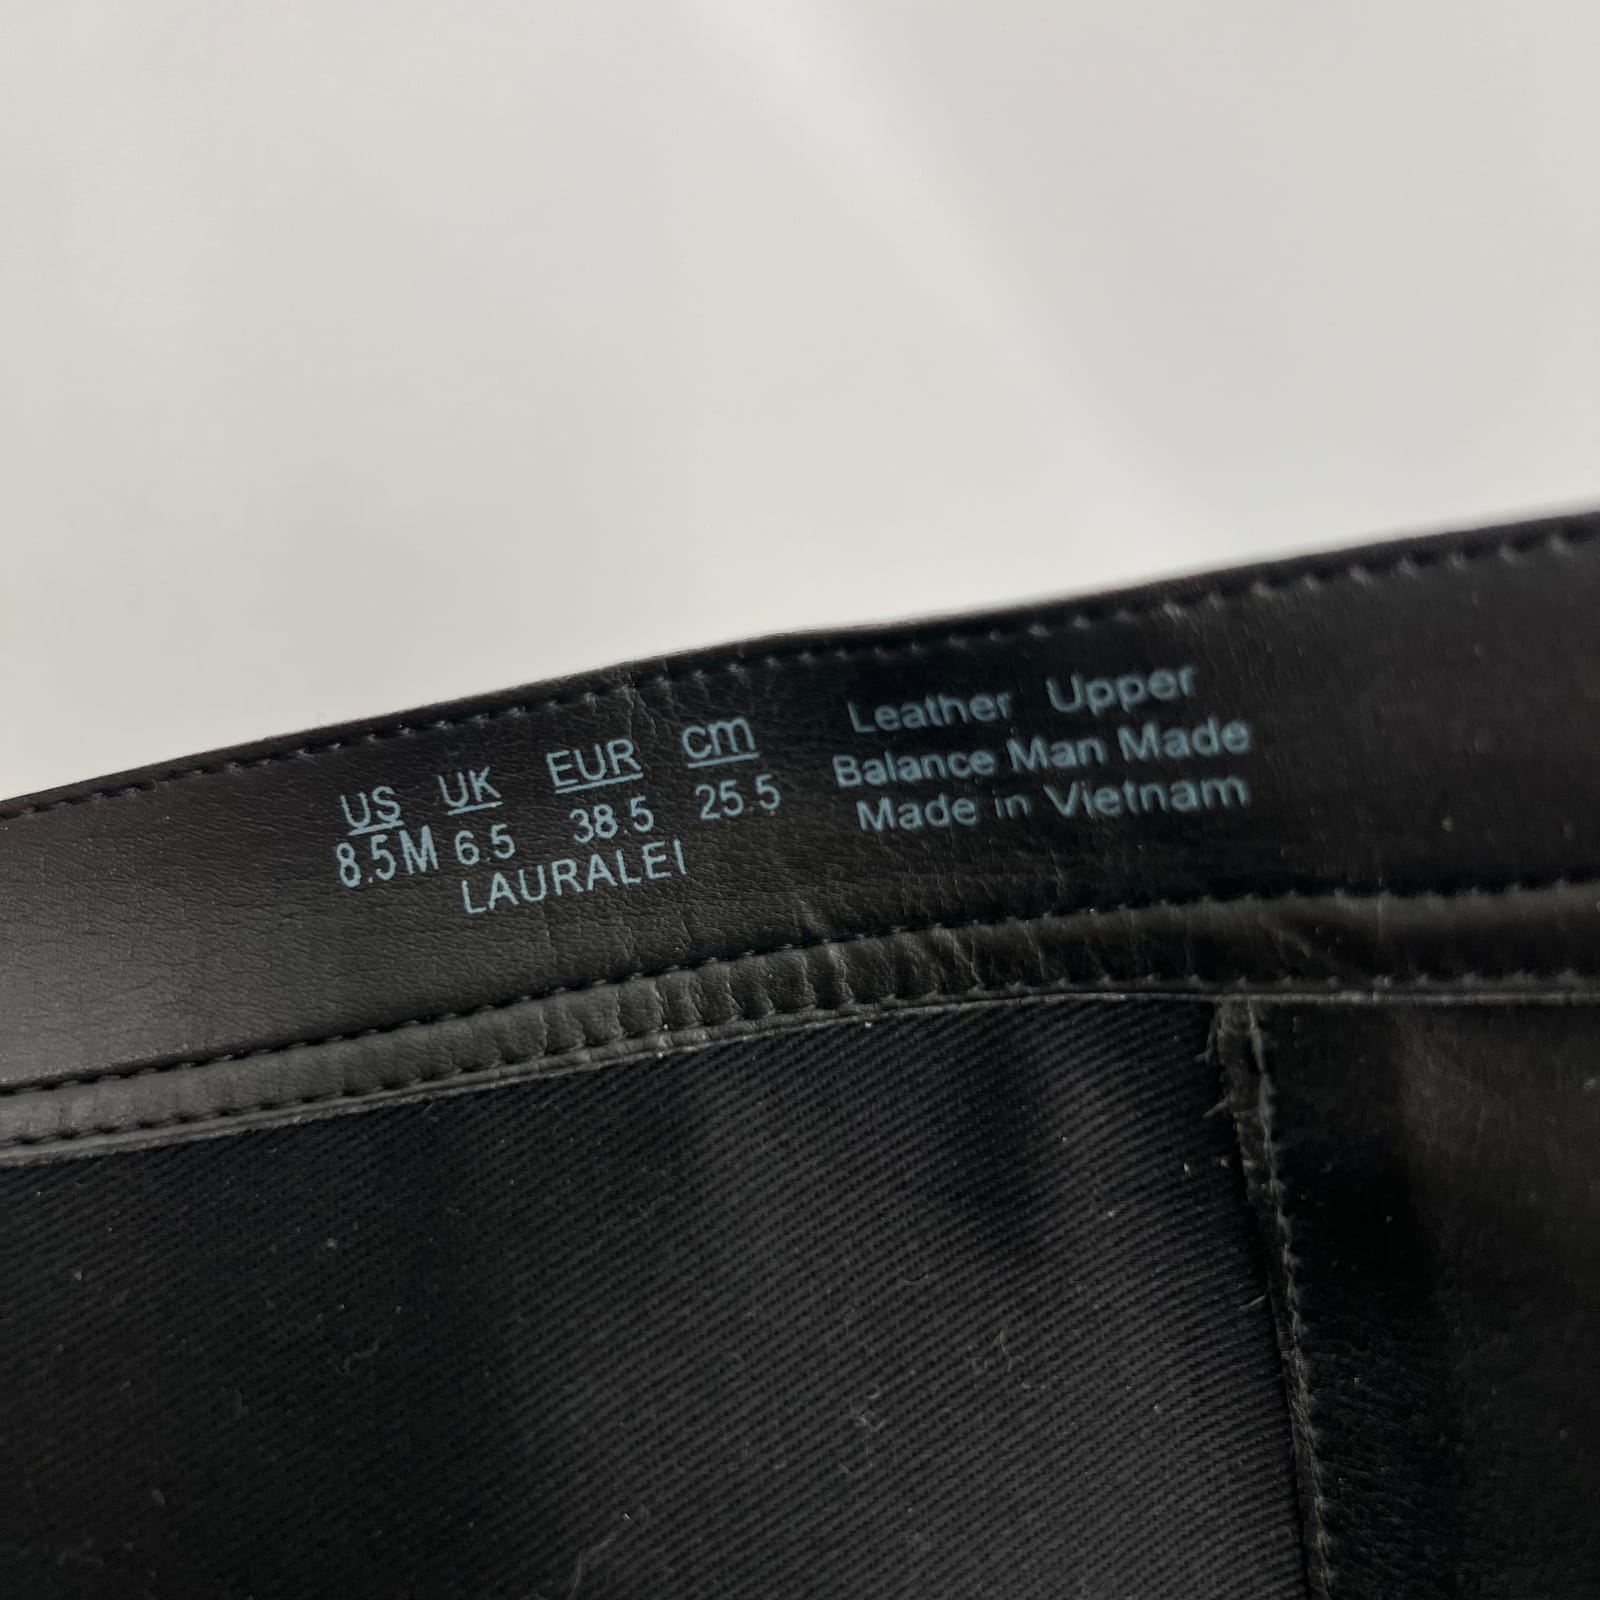 US UK EUR cm
8.5M 6.5 38.5 25.5
LAURALEI
Leather Upper
Balance Man Made
Made in Vietnam